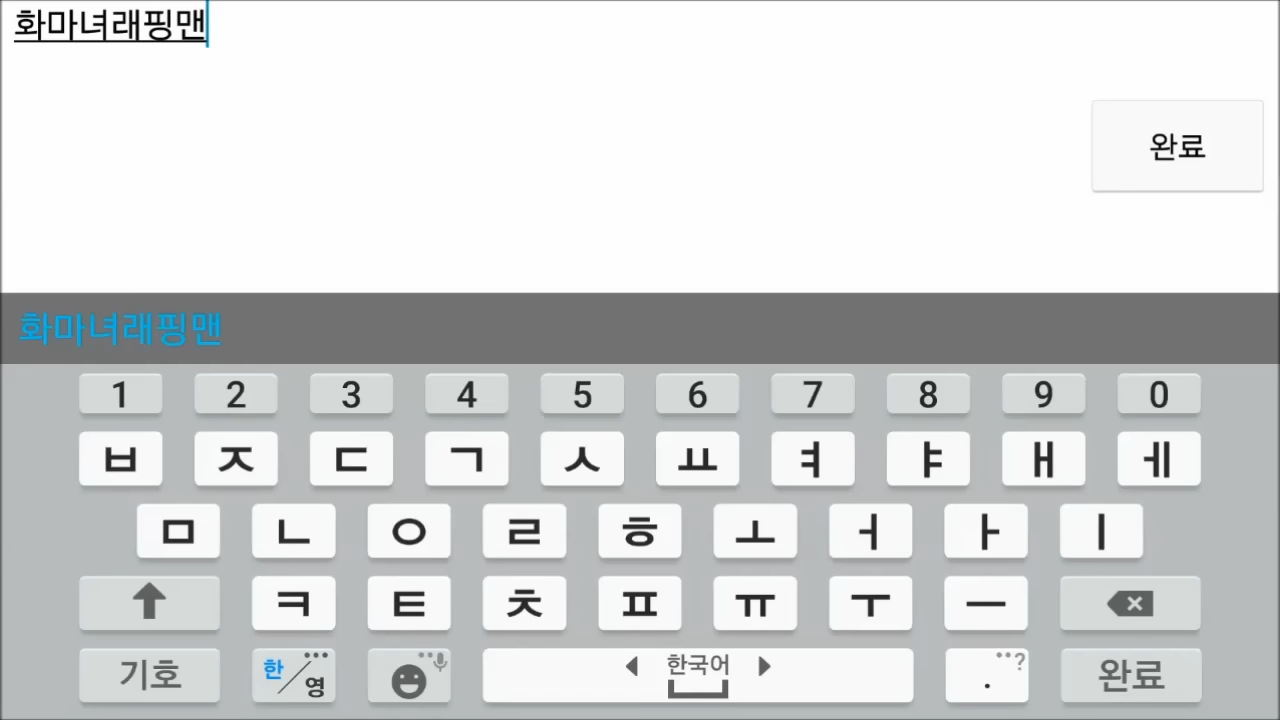 화마녀래핑맨
완료
화마녀래핑맨
1 2 3 4 5 6 7 8 9 0
ㅂ ㅈ ㄷ ㄱ ㅅ ㅛ ㅕ ㅑ ㅐ ㅔ
ㅁ ㄴ ㅇ ㄹ ㅎ ㅗ ㅓ ㅏ ㅣ
ㅋ ㅌ ㅊ ㅍ ㅠ ㅜ ㅡ
기호 한/영 한국어 . ? 완료